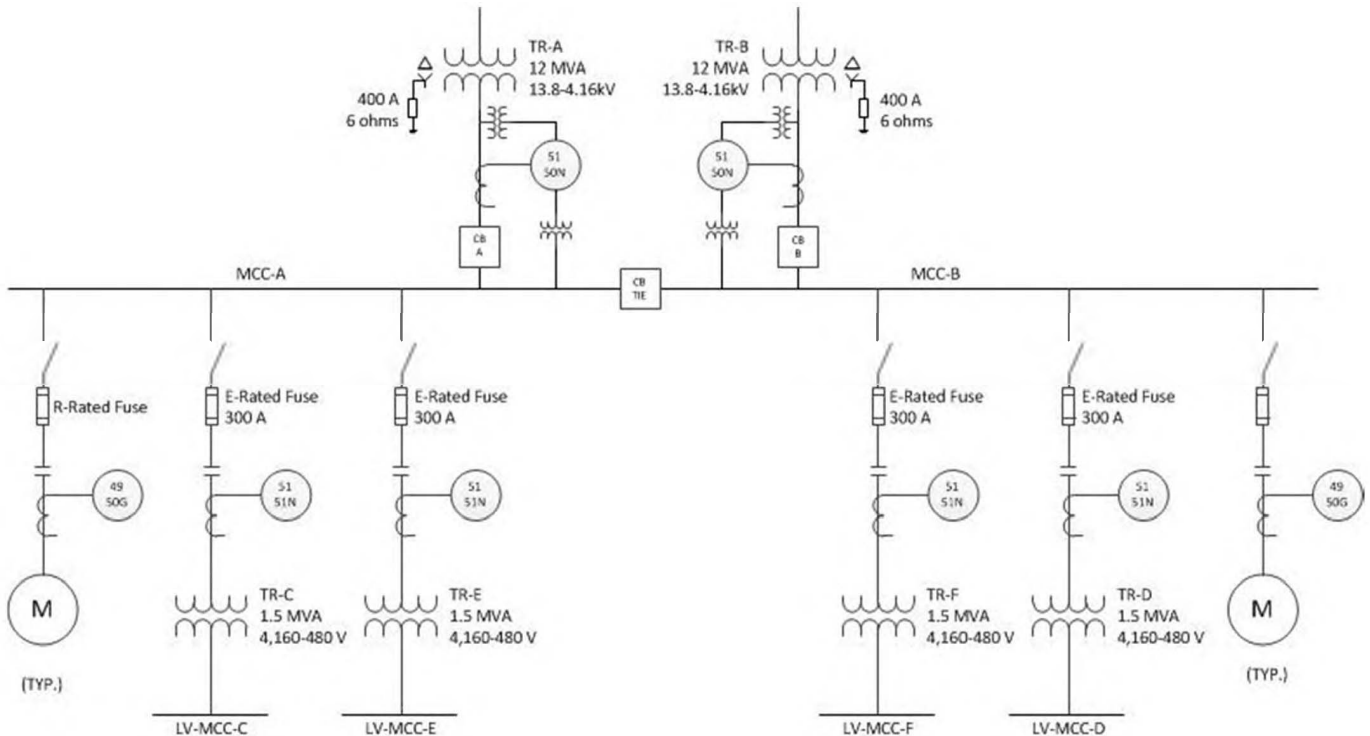 TR-A
12 MVA
13.8-4.16kV
400 A
6 ohms
TR-B
12 MVA
13.8-4.16kV
400 A
6 ohms
51
50N
51
50N
CB
A
CB
B
MCC-A
CB
TIE
MCC-B
R-Rated Fuse
E-Rated Fuse
300 A
E-Rated Fuse
300 A
E-Rated Fuse
300 A
E-Rated Fuse
300 A
49
50G
51
51N
51
51N
51
51N
51
51N
49
50G
M
TR-C
1.5 MVA
4,160-480 V
TR-E
1.5 MVA
4,160-480 V
TR-F
1.5 MVA
4,160-480 V
TR-D
1.5 MVA
4,160-480 V
M
(TYP.)
(TYP.)
LV-MCC-C
LV-MCC-E
LV-MCC-F
LV-MCC-D